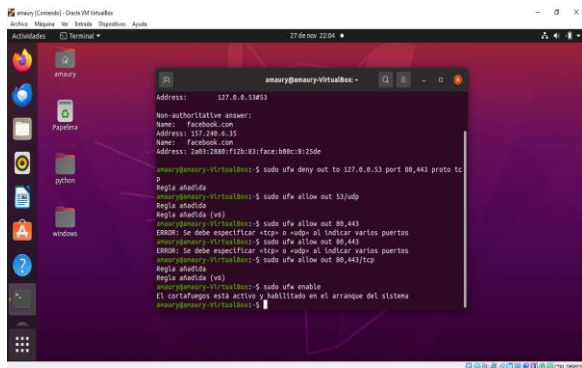 amaury [Corriendo] - Oracle VM VirtualBox
Archivo Máquina Ver Entrada Dispositivos Ayuda
Actividades Terminal 27 de nov 22:04
amaury
Papelera
python
windows
amaury@amaury-VirtualBox: ~
Address: 127.0.0.53#53
Non-authoritative answer:
Name: facebook.com
Address: 157.240.6.35
Name: facebook.com
Address: 2a03:2880:f12b:83:face:b00c:0:25de
amaury@amaury-VirtualBox:~$ sudo ufw deny out to 127.0.0.53 port 80,443 proto tc
p
Regla añadida
amaury@amaury-VirtualBox:~$ sudo ufw allow out 53/udp
Regla añadida
Regla añadida (v6)
amaury@amaury-VirtualBox:~$ sudo ufw allow out 80,443
ERROR: Se debe especificar «tcp» o «udp» al indicar varios puertos
amaury@amaury-VirtualBox:~$ sudo ufw allow out 80,443
ERROR: Se debe especificar «tcp» o «udp» al indicar varios puertos
amaury@amaury-VirtualBox:~$ sudo ufw allow out 80,443/tcp
Regla añadida
Regla añadida (v6)
amaury@amaury-VirtualBox:~$ sudo ufw enable
El cortafuegos está activo y habilitado en el arranque del sistema
amaury@amaury-VirtualBox:~$
CTRL DERECHA